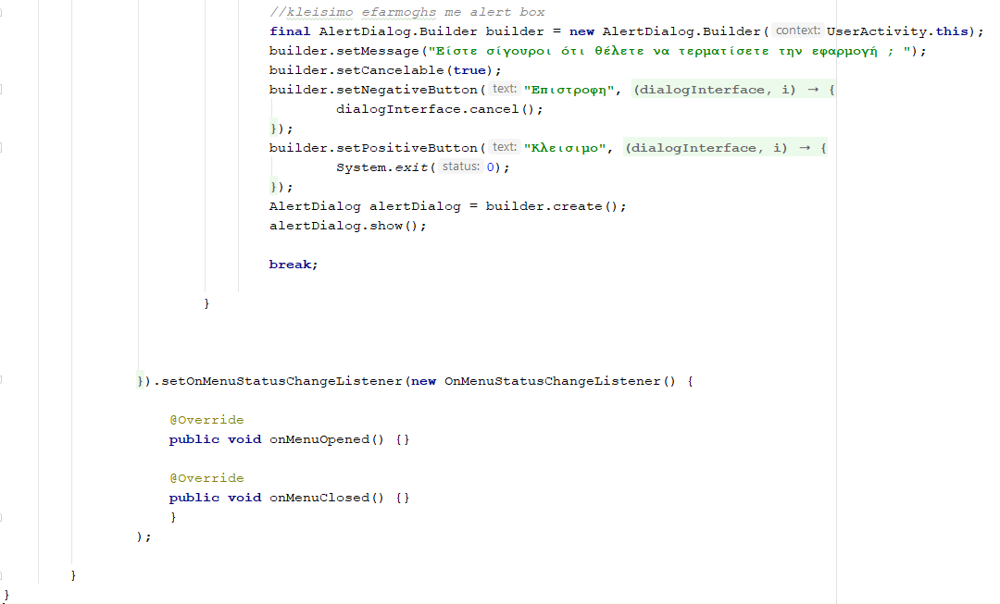 //kleisimo efarmoghs me alert box
final AlertDialog.Builder builder = new AlertDialog.Builder( context: UserActivity.this);
builder.setMessage("Είστε σίγουροι ότι θέλετε να τερματίσετε την εφαρμογή ; ");
builder.setCancelable(true);
builder.setNegativeButton( text: "Επιστροφη", (dialogInterface, i) → {
dialogInterface.cancel();
});
builder.setPositiveButton( text: "Κλεισιμο", (dialogInterface, i) → {
System.exit( status: 0);
});
AlertDialog alertDialog = builder.create();
alertDialog.show();
break;
}
}).setOnMenuStatusChangeListener(new OnMenuStatusChangeListener() {
@Override
public void onMenuOpened() {}
@Override
public void onMenuClosed() {}
}
);
}
}